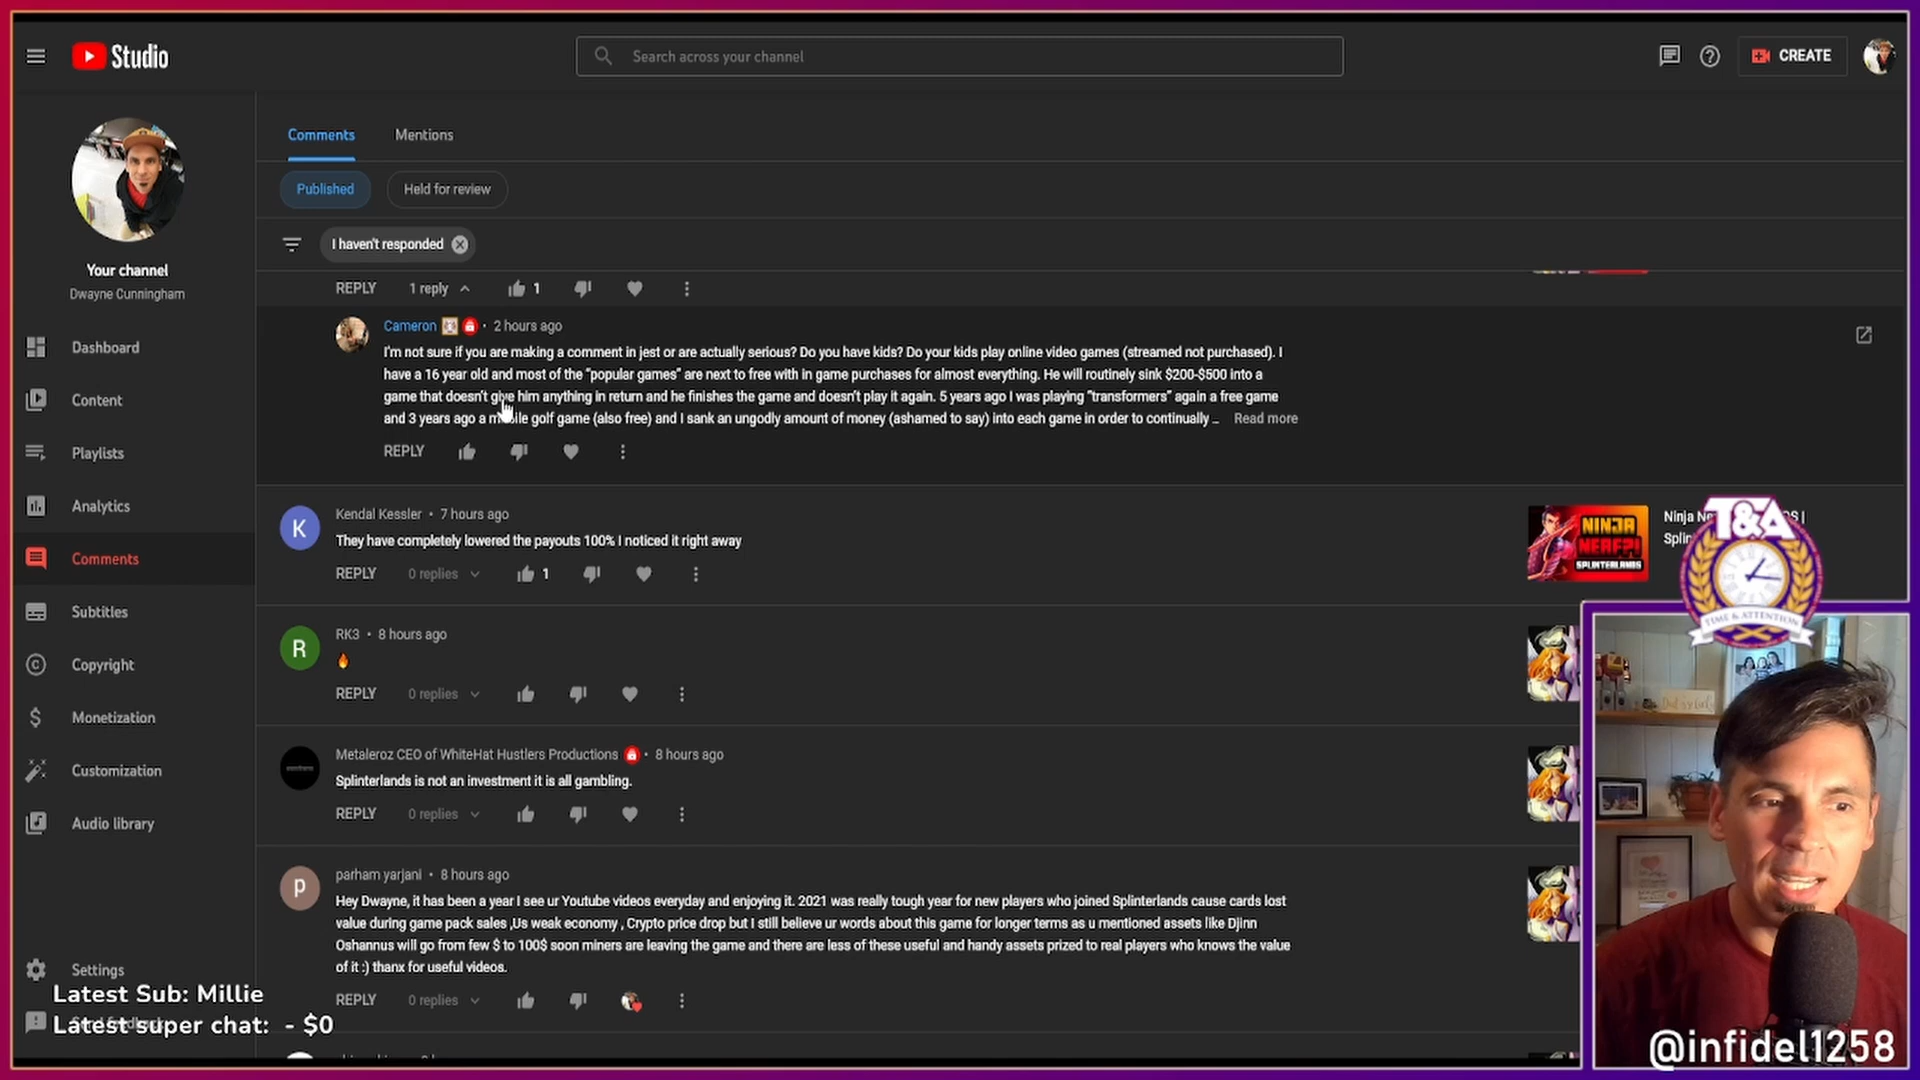 Studio
Search across your channel
CREATE
Your channel
Dwayne Cunningham
Dashboard
Content
Playlists
Analytics
Comments
Subtitles
Copyright
Monetization
Customization
Audio library
Settings
Latest Sub: Millie
Latest super chat:  - $0
Comments
Mentions
Published
Held for review
I haven't responded
REPLY
1 reply
1
Cameron • 2 hours ago
I'm not sure if you are making a comment in jest or are actually serious? Do you have kids? Do your kids play online video games (streamed not purchased). I
have a 16 year old and most of the "popular games" are next to free with in game purchases for almost everything. He will routinely sink $200-$500 into a
game that doesn't give him anything in return and he finishes the game and doesn't play it again. 5 years ago I was playing "transformers" again a free game
and 3 years ago a mobile golf game (also free) and I sank an ungodly amount of money (ashamed to say) into each game in order to continually ... Read more
REPLY
K
Kendal Kessler • 7 hours ago
They have completely lowered the payouts 100% I noticed it right away
REPLY
0 replies
1
NINJA
NERF?!
SPLINTERLANDS
R
RK3 • 8 hours ago
REPLY
0 replies
Metaleroz CEO of WhiteHat Hustlers Productions • 8 hours ago
Splinterlands is not an investment it is all gambling.
REPLY
0 replies
p
parham yarjani • 8 hours ago
Hey Dwayne, it has been a year I see ur Youtube videos everyday and enjoying it. 2021 was really tough year for new players who joined Splinterlands cause cards lost
value during game pack sales ,Us weak economy , Crypto price drop but I still believe ur words about this game for longer terms as u mentioned assets like Djinn
Oshannus will go from few $ to 100$ soon miners are leaving the game and there are less of these useful and handy assets prized to real players who knows the value
of it :) thanx for useful videos.
REPLY
0 replies
T&A
TIME & ATTENTION
@infidel1258